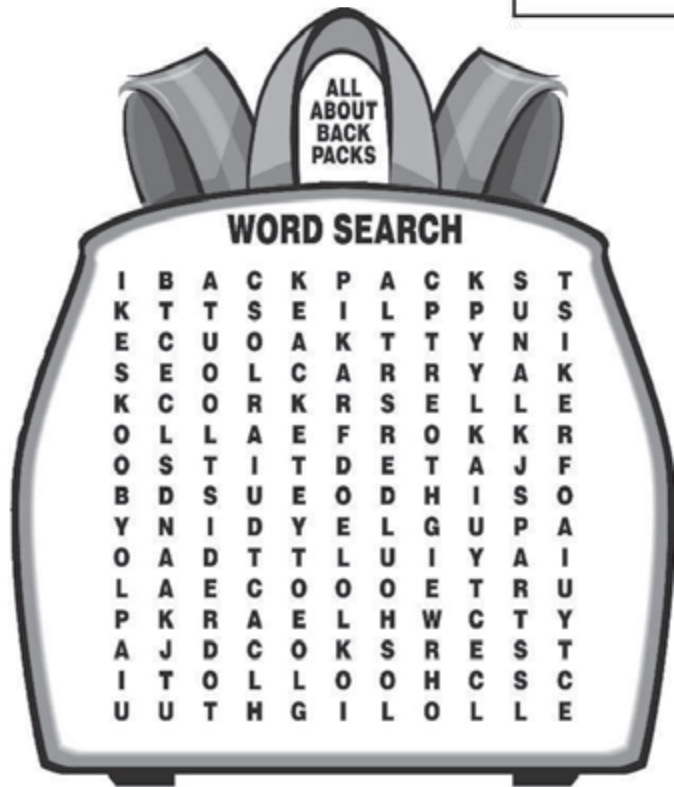 ALL
ABOUT
BACK
PACKS
WORD SEARCH
I B A C K P A C K S T
K T T S E I L P P U S
E C U O A K T T Y N I
S E O L C A R R Y A K
K C O R K R S E L L E
O L L A E F R O K K R
O S T I T D E T A J F
B D S U E O D H I S O
Y N I D Y E L G U P A
O A D T T L U I Y A I
L A E C O O O E T R U
P K R A E L H W C T Y
A J D C O K S R E S T
I T O L L O O H C S C
U U T H G I L O L L E